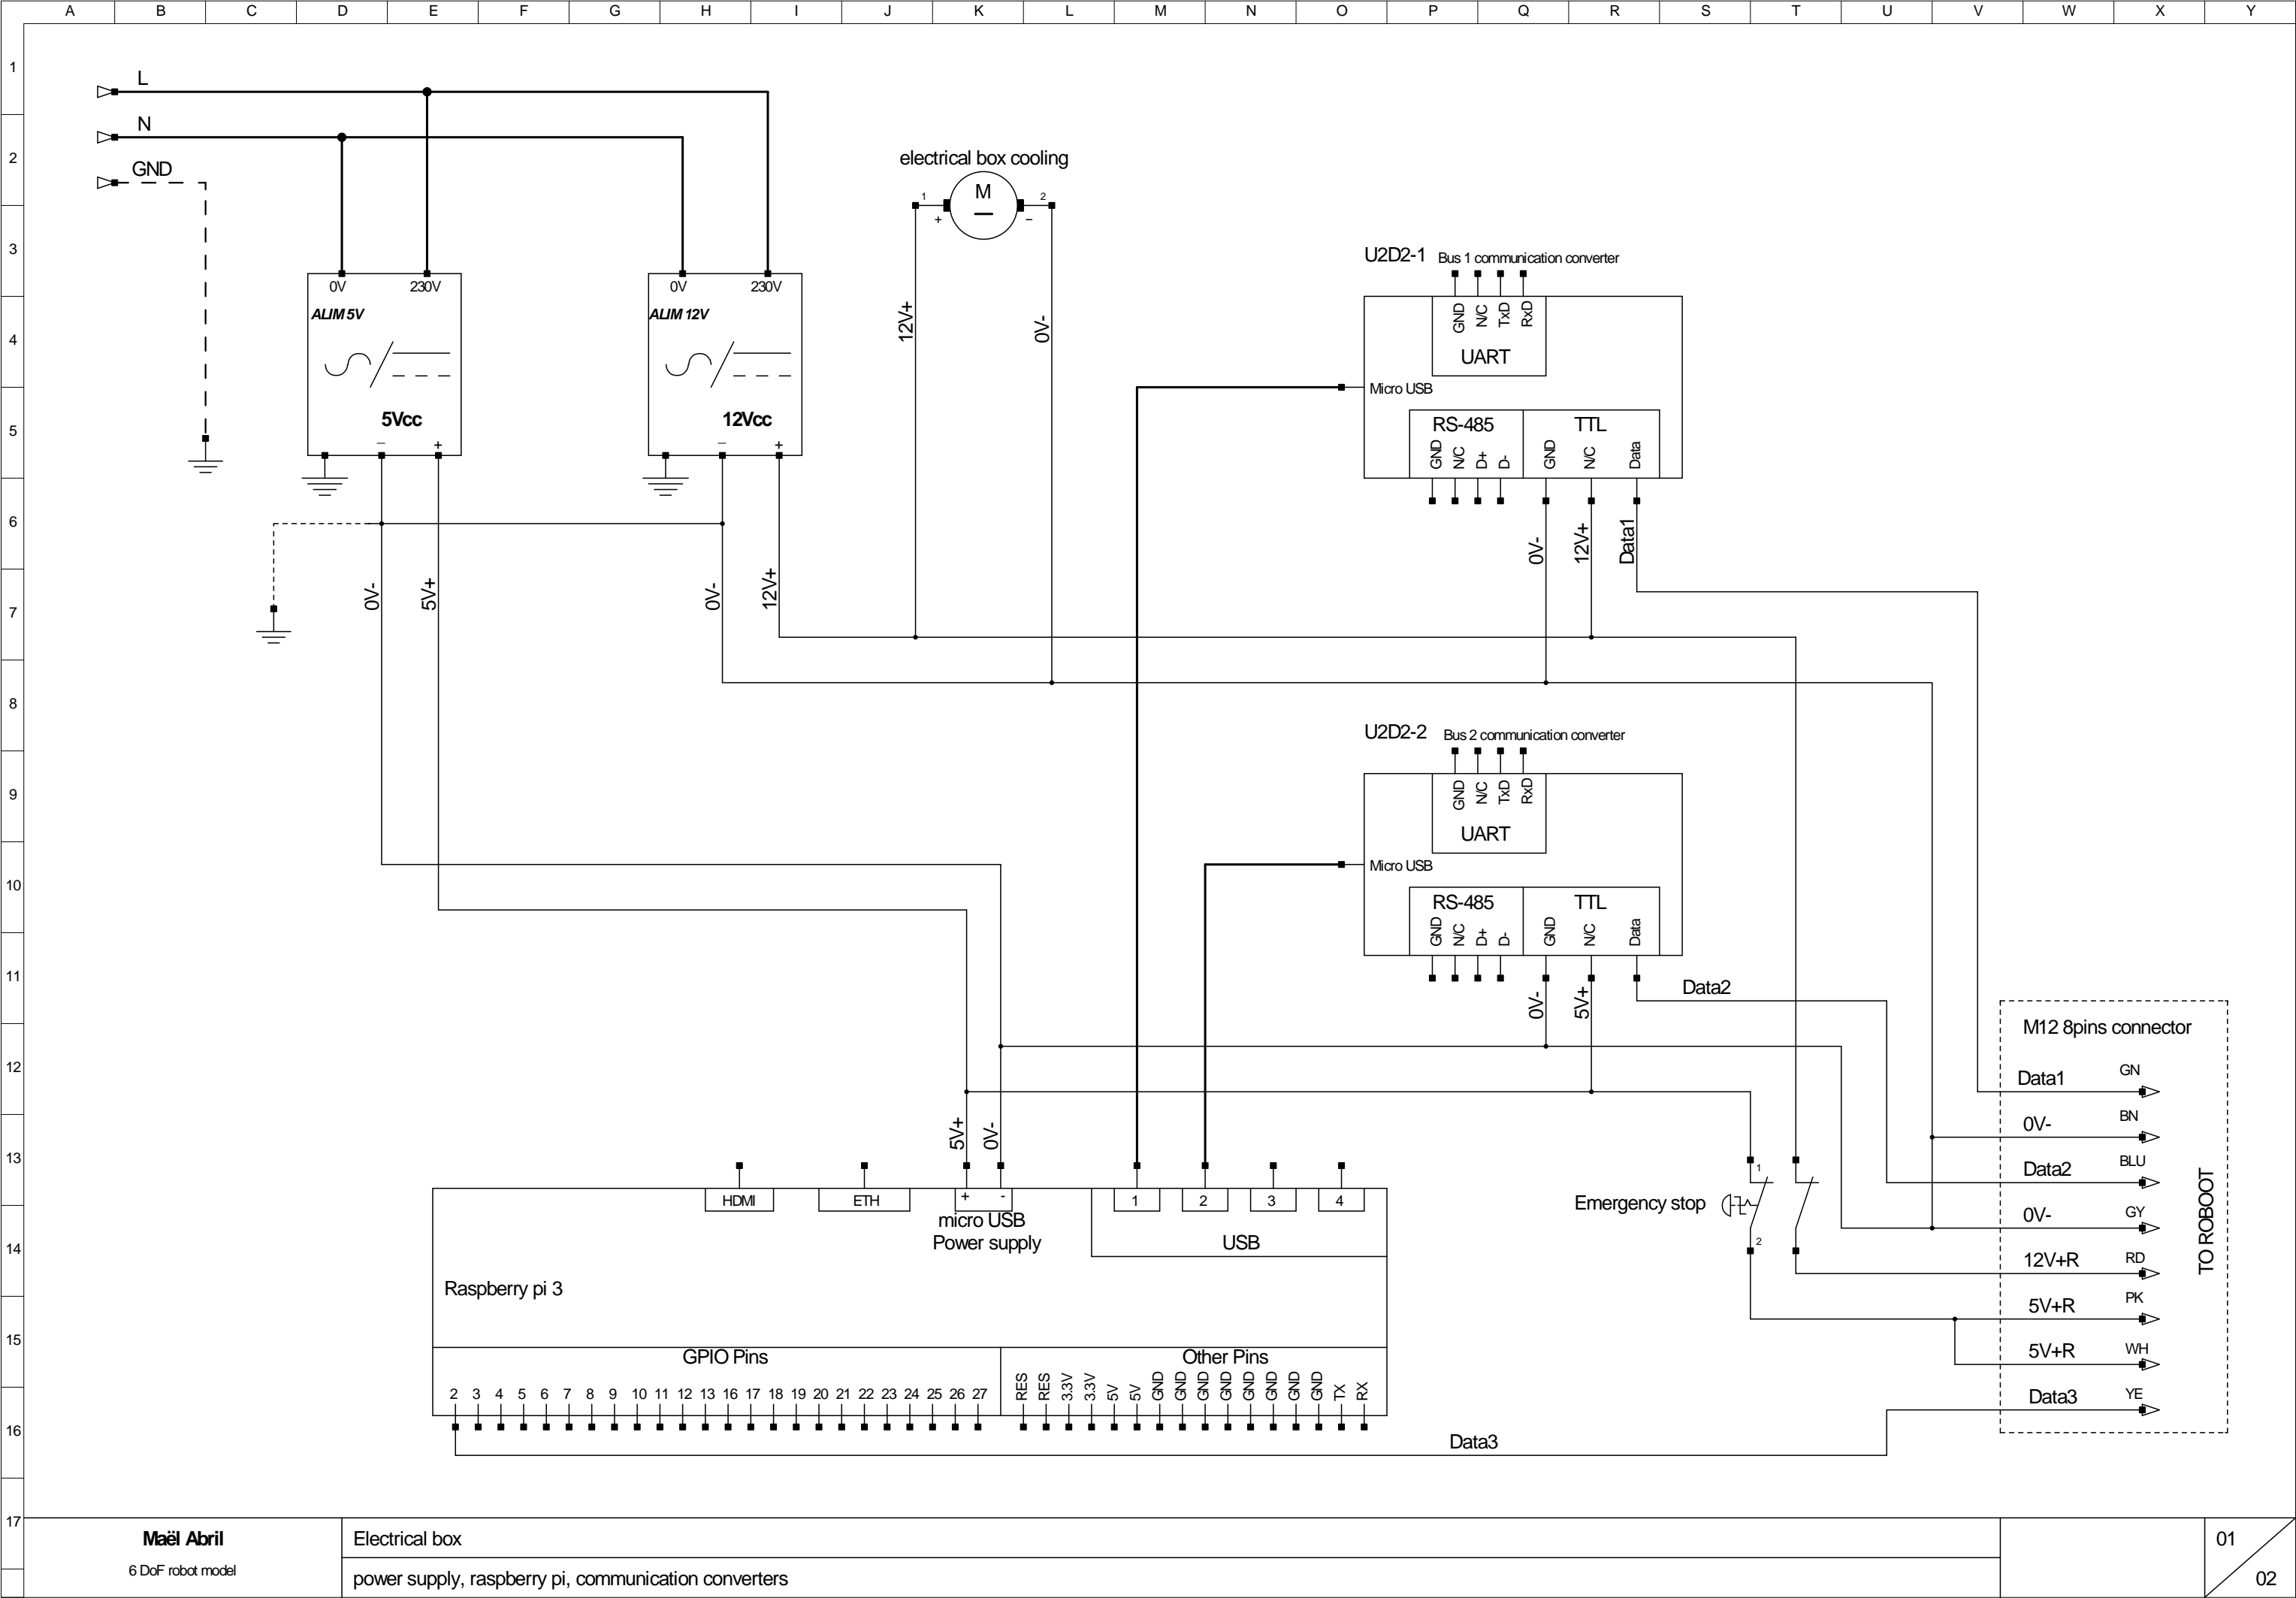 A B C D E F G H I J K L M N O P Q R S T U V W X Y
1
2
3
4
5
6
7
8
9
10
11
12
13
14
15
16
17
L
N
GND
0V 230V
ALIM 5V
5Vcc
− +
0V 230V
ALIM 12V
12Vcc
− +
0V-
5V+
0V-
12V+
electrical box cooling
M
1 2
+ −
12V+
0V-
U2D2-1 Bus 1 communication converter
GND N/C TxD RxD
UART
Micro USB
RS-485 TTL
GND N/C D+ D- GND N/C Data
0V-
12V+
Data1
U2D2-2 Bus 2 communication converter
GND N/C TxD RxD
UART
Micro USB
RS-485 TTL
GND N/C D+ D- GND N/C Data
0V-
5V+
Data2
5V+
0V-
HDMI ETH + - 1 2 3 4
micro USB
Power supply
USB
Raspberry pi 3
GPIO Pins Other Pins
2 3 4 5 6 7 8 9 10 11 12 13 16 17 18 19 20 21 22 23 24 25 26 27
RES RES 3.3V 3.3V 5V 5V GND GND GND GND GND GND GND GND TX RX
Data3
Emergency stop
1
2
M12 8pins connector
Data1 GN
0V- BN
Data2 BLU
0V- GY
12V+R RD
5V+R PK
5V+R WH
Data3 YE
TO ROBOOT
Maël Abril
6 DoF robot model
Electrical box
power supply, raspberry pi, communication converters
01
02